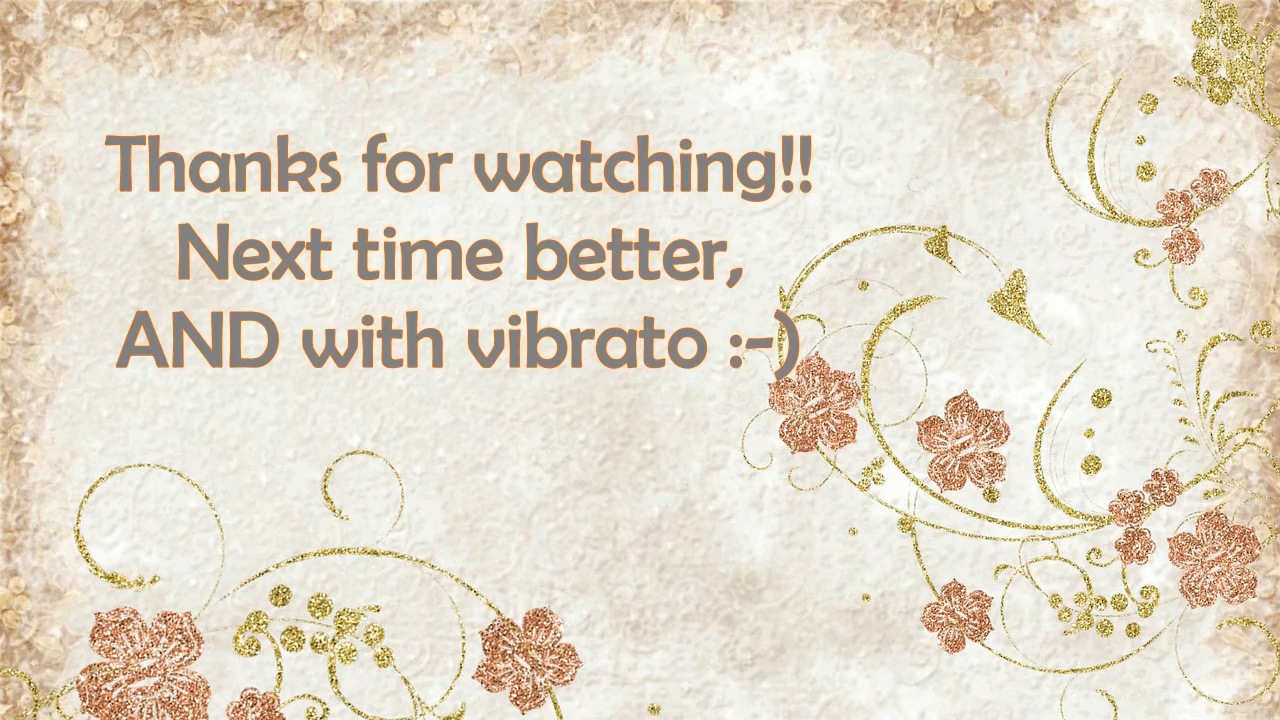 Thanks for watching!!
Next time better,
AND with vibrato :-)